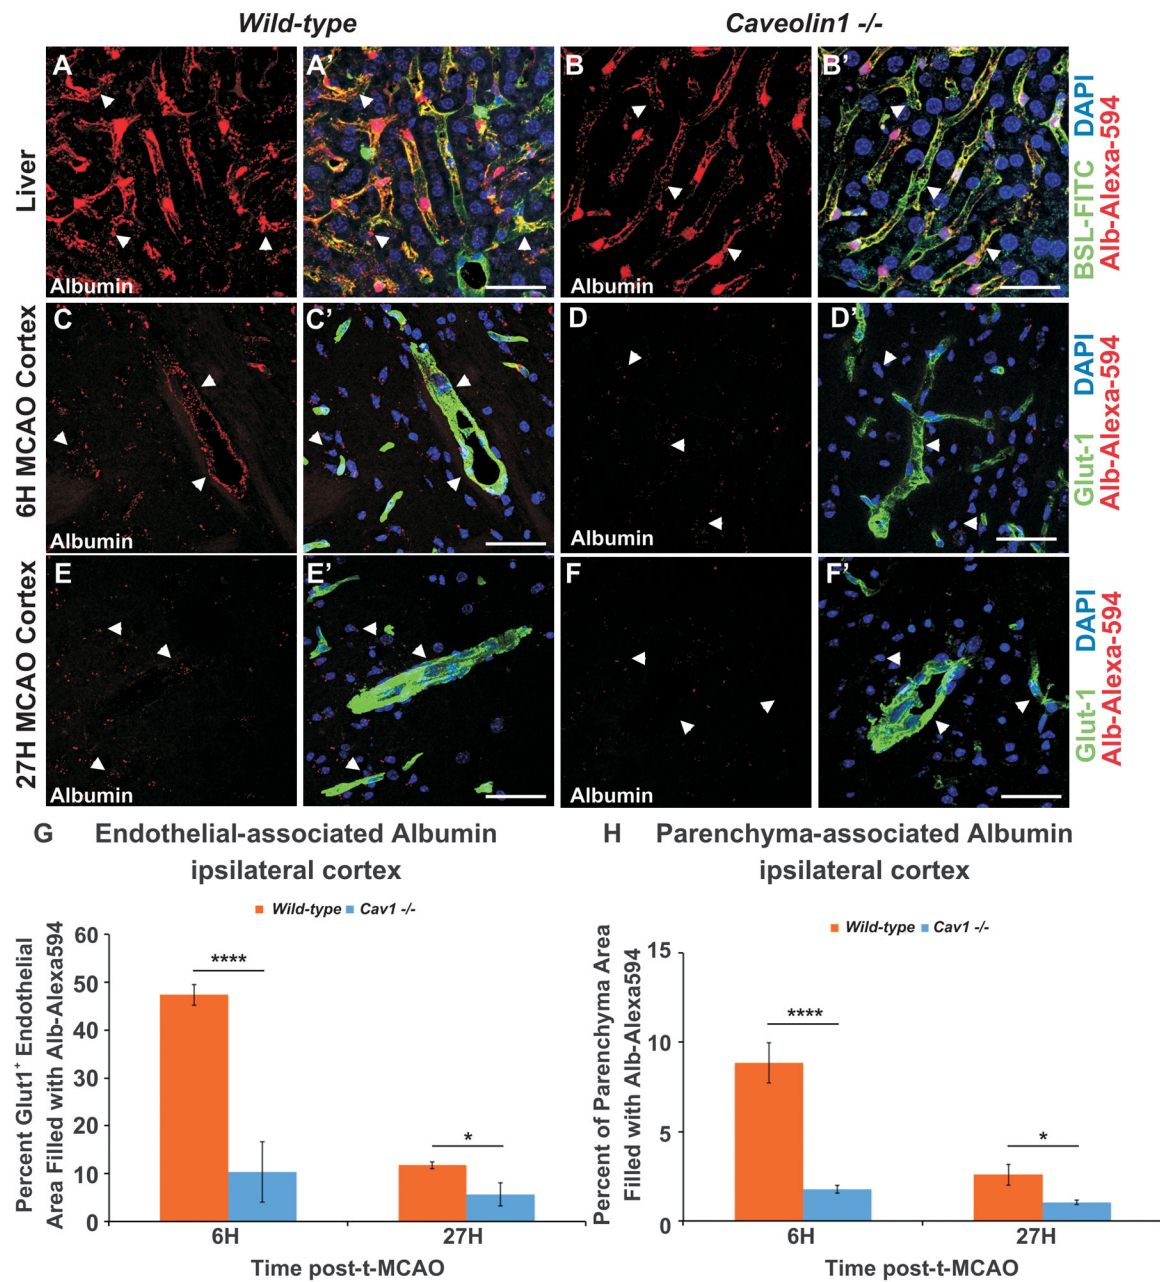 Wild-type
Caveolin1 -/-
Liver
A
A’
B
B’
Albumin
Albumin
BSL-FITC DAPI
Alb-Alexa-594
6H MCAO Cortex
C
C’
D
D’
Albumin
Albumin
Glut-1 DAPI
Alb-Alexa-594
27H MCAO Cortex
E
E’
F
F’
Albumin
Albumin
Glut-1 DAPI
Alb-Alexa-594
G Endothelial-associated Albumin
ipsilateral cortex
Wild-type Cav1 -/-
Percent Glut1⁺ Endothelial
Area Filled with Alb-Alexa594
60
50
40
30
20
10
0
****
*
6H
27H
Time post-t-MCAO
H Parenchyma-associated Albumin
ipsilateral cortex
Wild-type Cav1 -/-
Percent of Parenchyma Area
Filled with Alb-Alexa594
15
10
5
0
****
*
6H
27H
Time post-t-MCAO